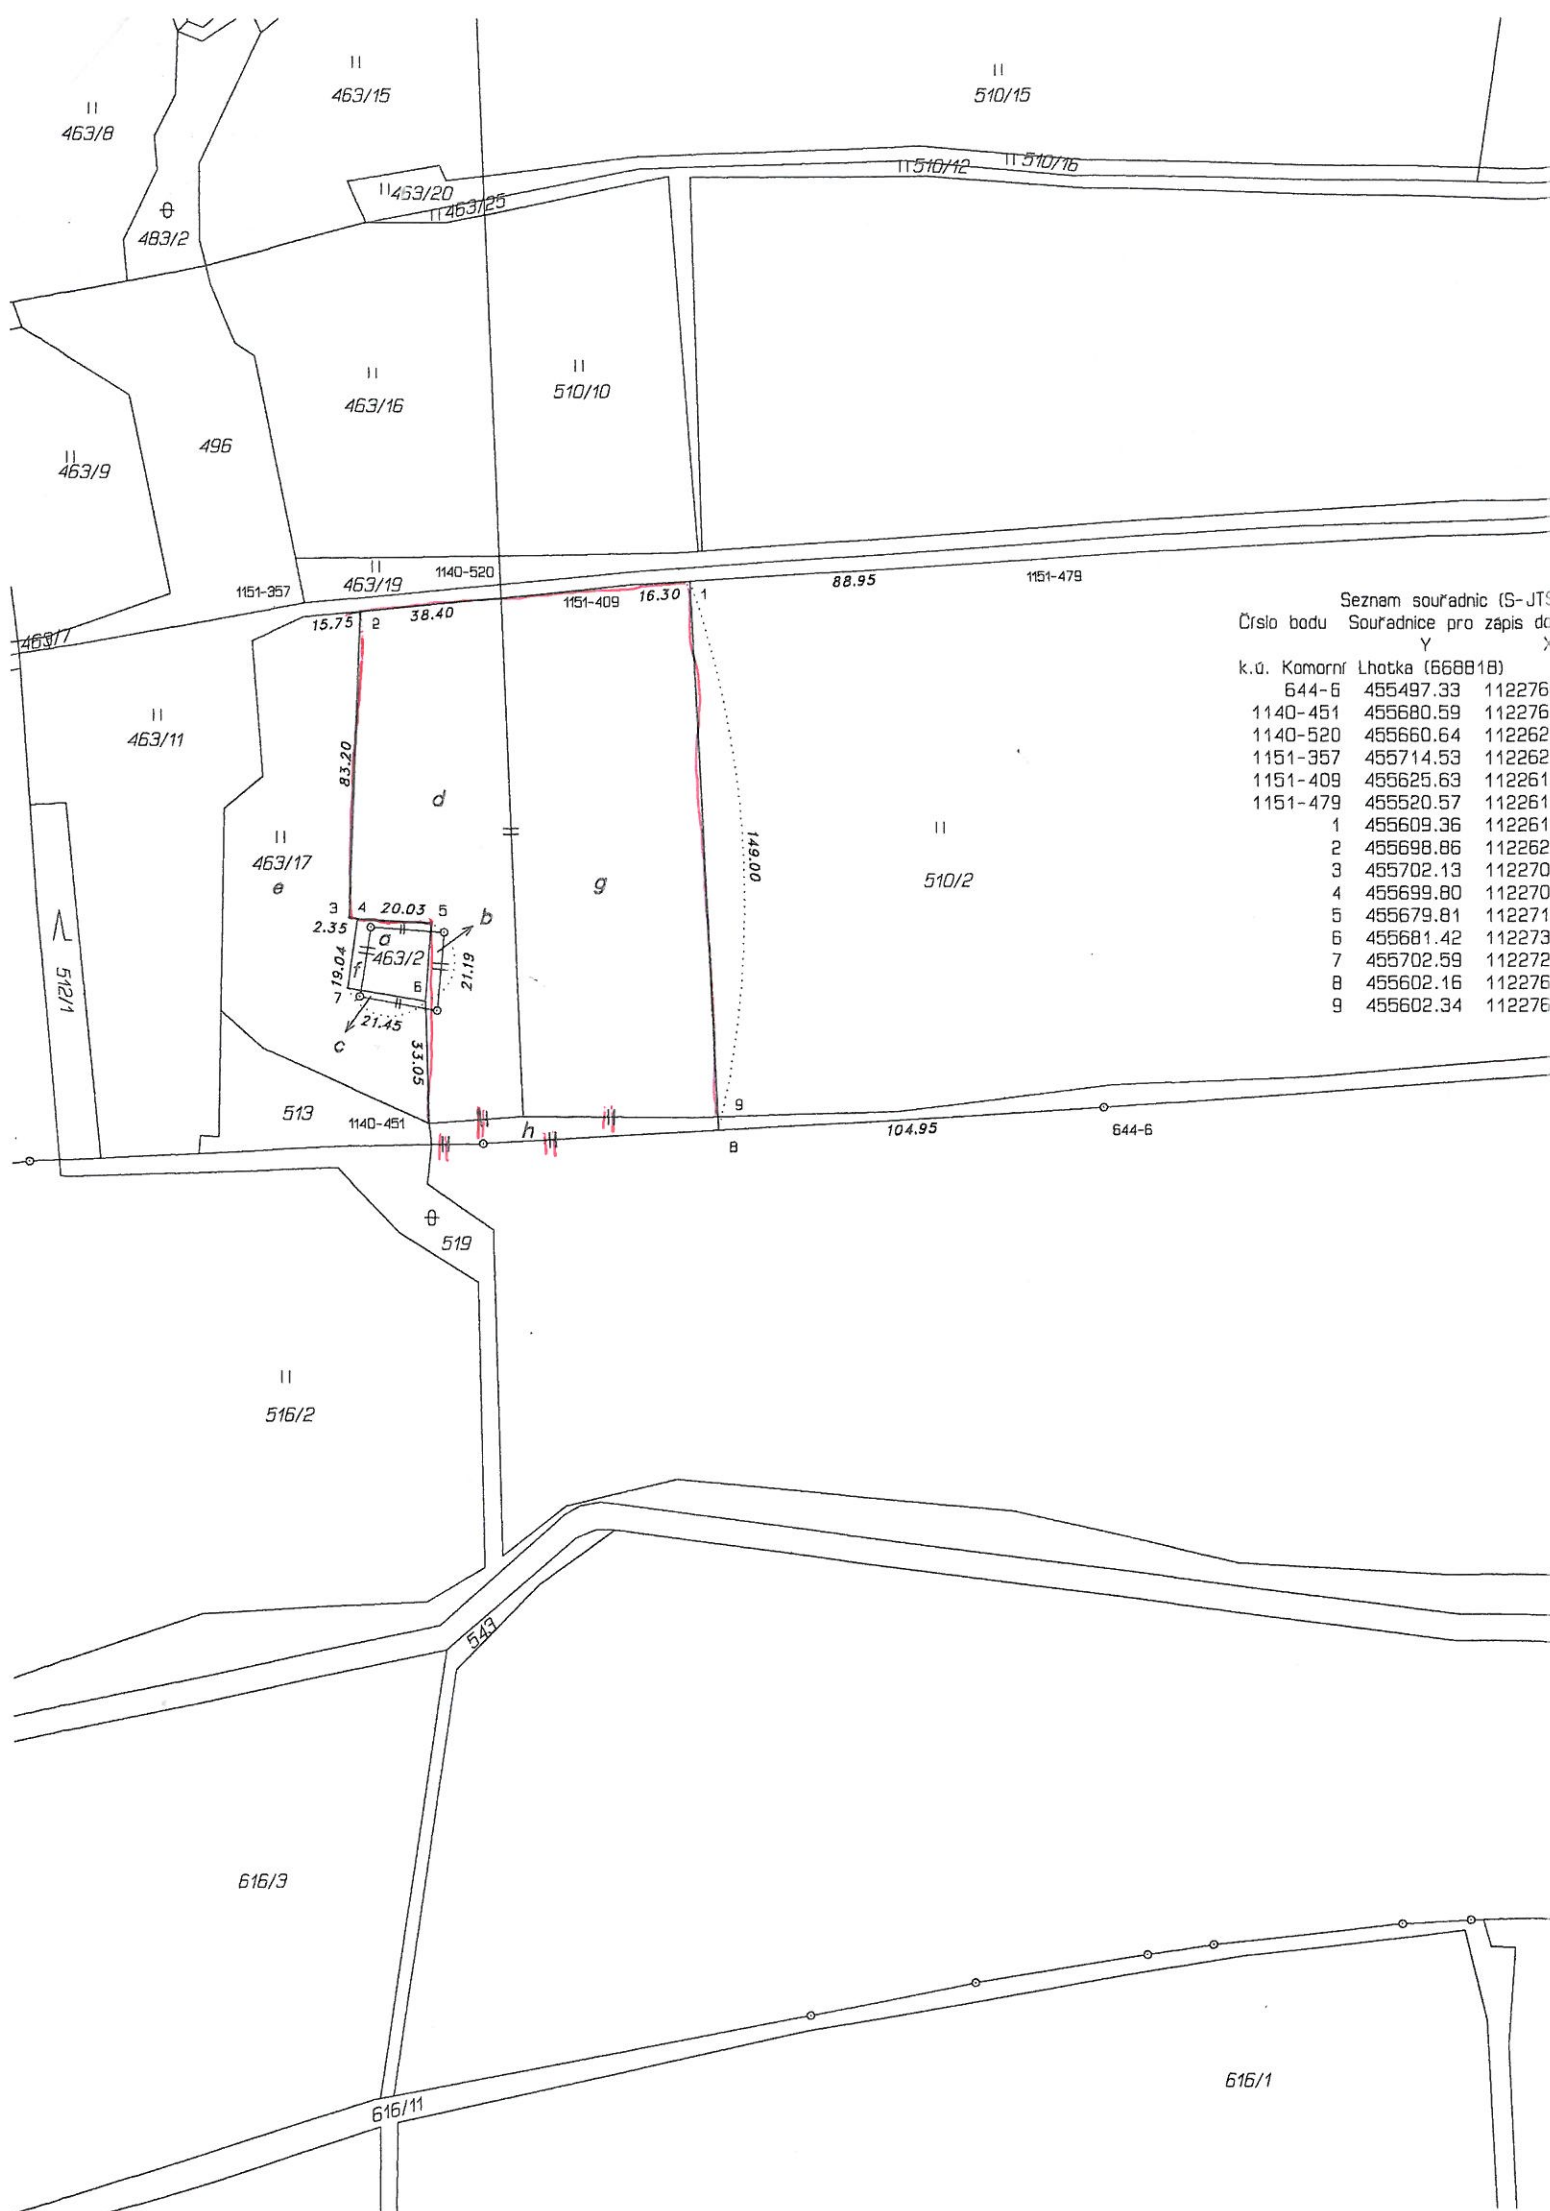 463/15
510/15
463/8
510/16
510/12
463/20
463/25
483/2
510/10
463/16
496
463/9
1140-520
463/19
88.95
1151-479
1151-357
16.30
1
1151-409
38.40
15.75
2
463/7
Seznam souřadnic (S-JTS
Číslo bodu Souřadnice pro zápis do
Y X
k.ú. Komorní Lhotka (668818)
644-6 455497.33 112276
1140-451 455680.59 112276
1140-520 455660.64 112262
1151-357 455714.53 112262
1151-409 455625.63 112261
1151-479 455520.57 112261
1 455609.36 112261
2 455698.86 112262
3 455702.13 112270
4 455699.80 112270
5 455679.81 112271
6 455681.42 112273
7 455702.59 112272
8 455602.16 112276
9 455602.34 112276
463/11
83.20
d
149.00
463/17
e
g
510/2
3 4 20.03 5
b
2.35
a
463/2
19.04
f
21.19
6
7
21.45
c
512/1
33.05
513
9
1140-451
h
8
104.95
644-6
519
516/2
543
616/3
616/1
616/11